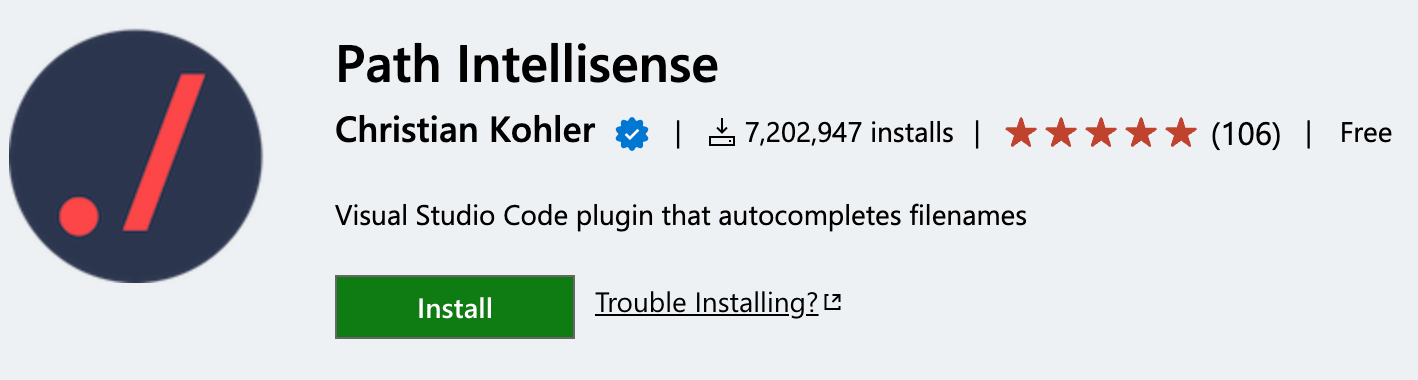 ./
Path Intellisense
Christian Kohler | 7,202,947 installs | (106) | Free
Visual Studio Code plugin that autocompletes filenames
Install Trouble Installing?